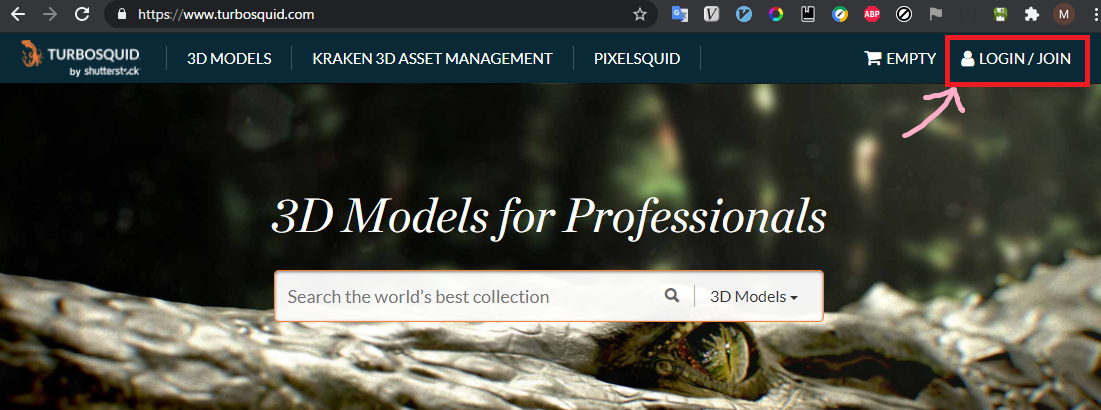 https://www.turbosquid.com
ABP
M
TURBOSQUID
by shutterstock
3D MODELS
KRAKEN 3D ASSET MANAGEMENT
PIXELSQUID
EMPTY
LOGIN / JOIN
3D Models for Professionals
Search the world's best collection
3D Models